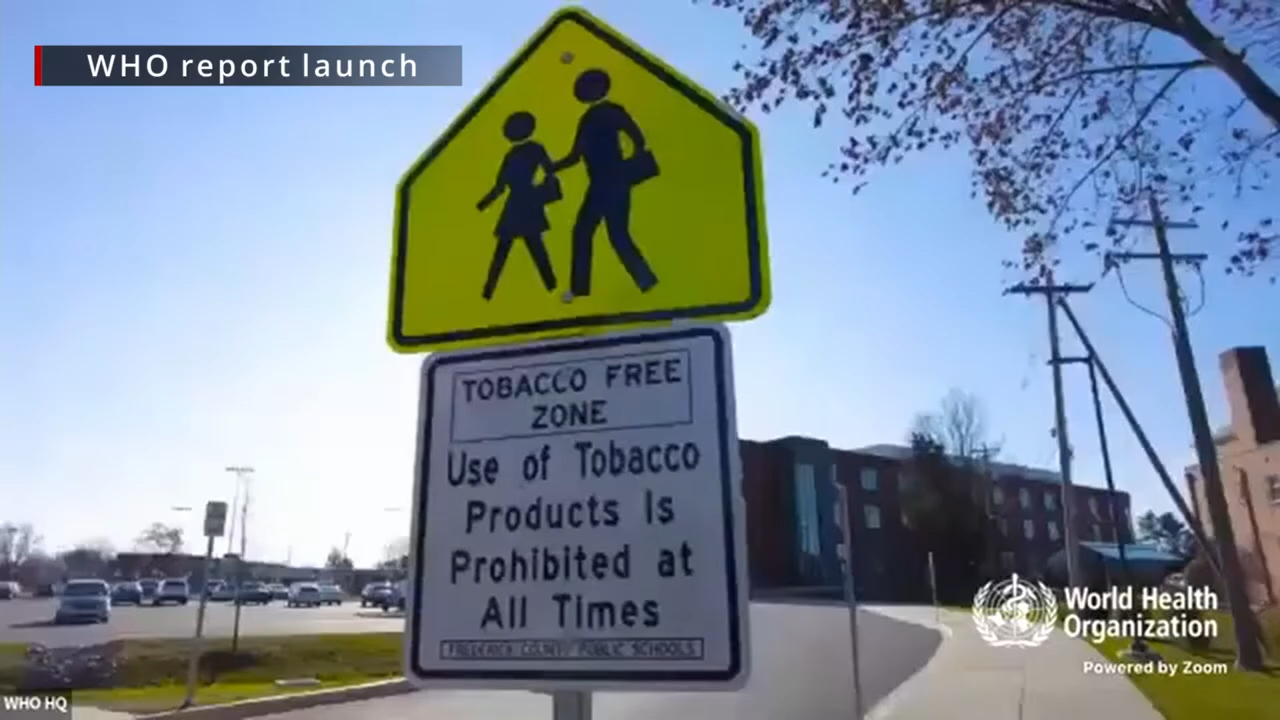 WHO report launch
TOBACCO FREE
ZONE
Use of Tobacco
Products Is
Prohibited at
All Times
FREDERICK COUNTY PUBLIC SCHOOLS
World Health
Organization
Powered by Zoom
WHO HQ